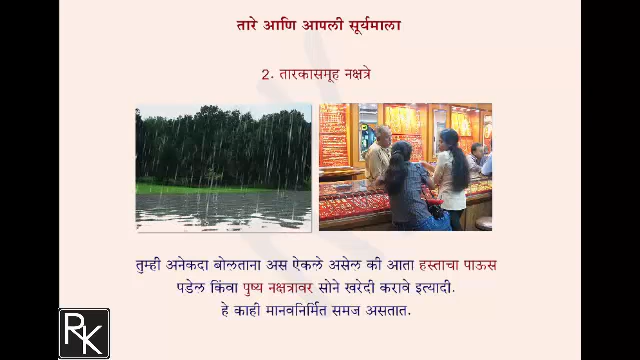 तारे आणि आपली सूर्यमाला
2. तारकासमूह नक्षत्रे
तुम्ही अनेकदा बोलताना अस ऐकले असेल की आता हस्ताचा पाऊस
पडेल किंवा पुष्य नक्षत्रावर सोने खरेदी करावे इत्यादी.
हे काही मानवनिर्मित समज असतात.
RK